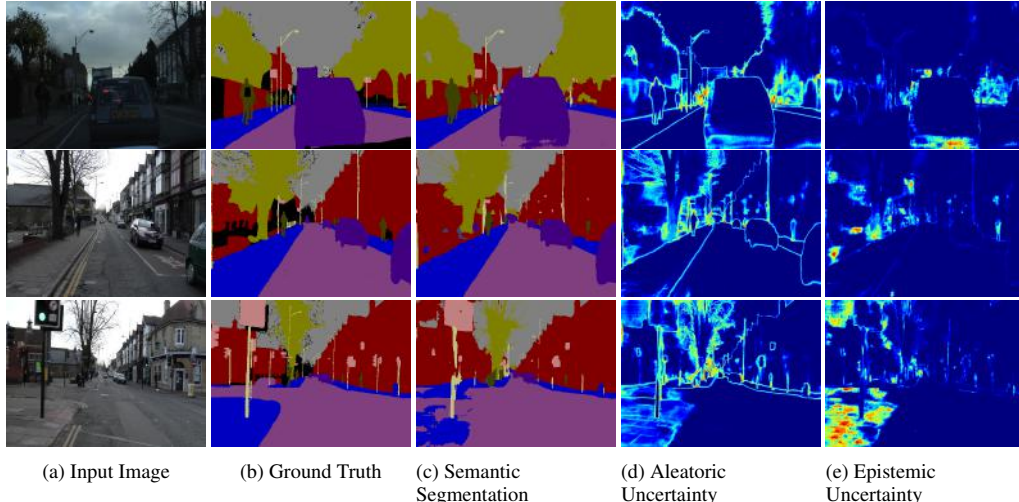 (a) Input Image
(b) Ground Truth
(c) Semantic
Segmentation
(d) Aleatoric
Uncertainty
(e) Epistemic
Uncertainty